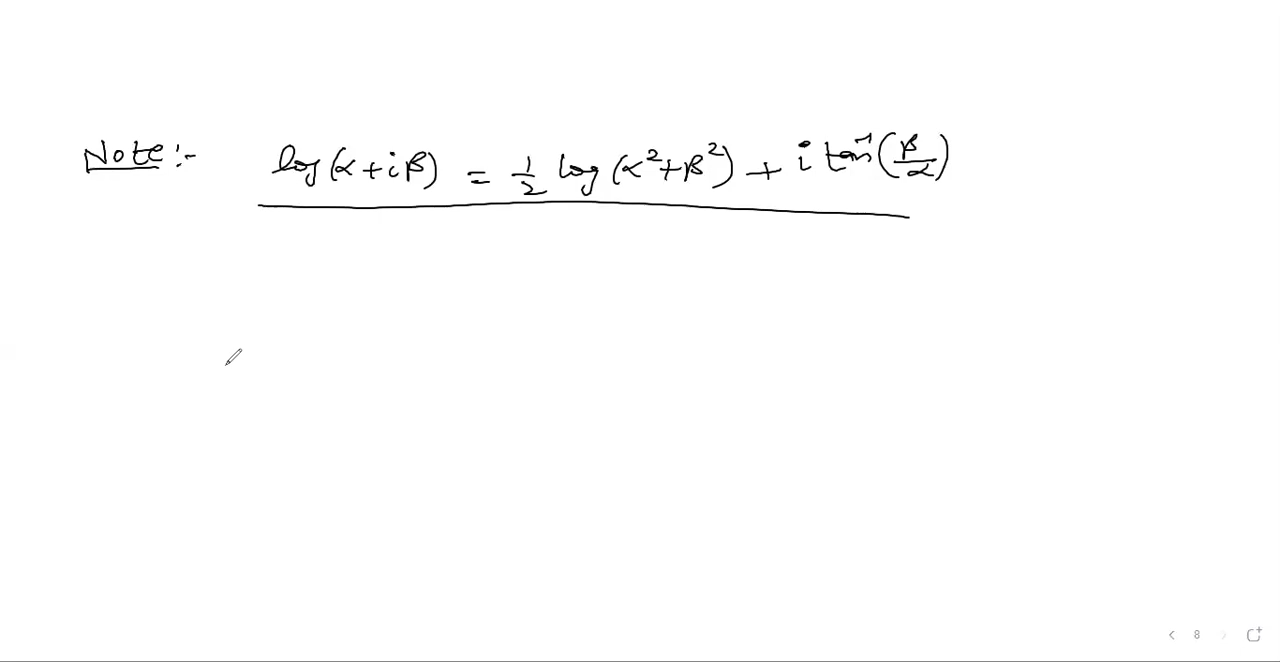 Note:- log(α+iβ) = 1/2 log(α²+β²) + i tan⁻¹(β/α)
8